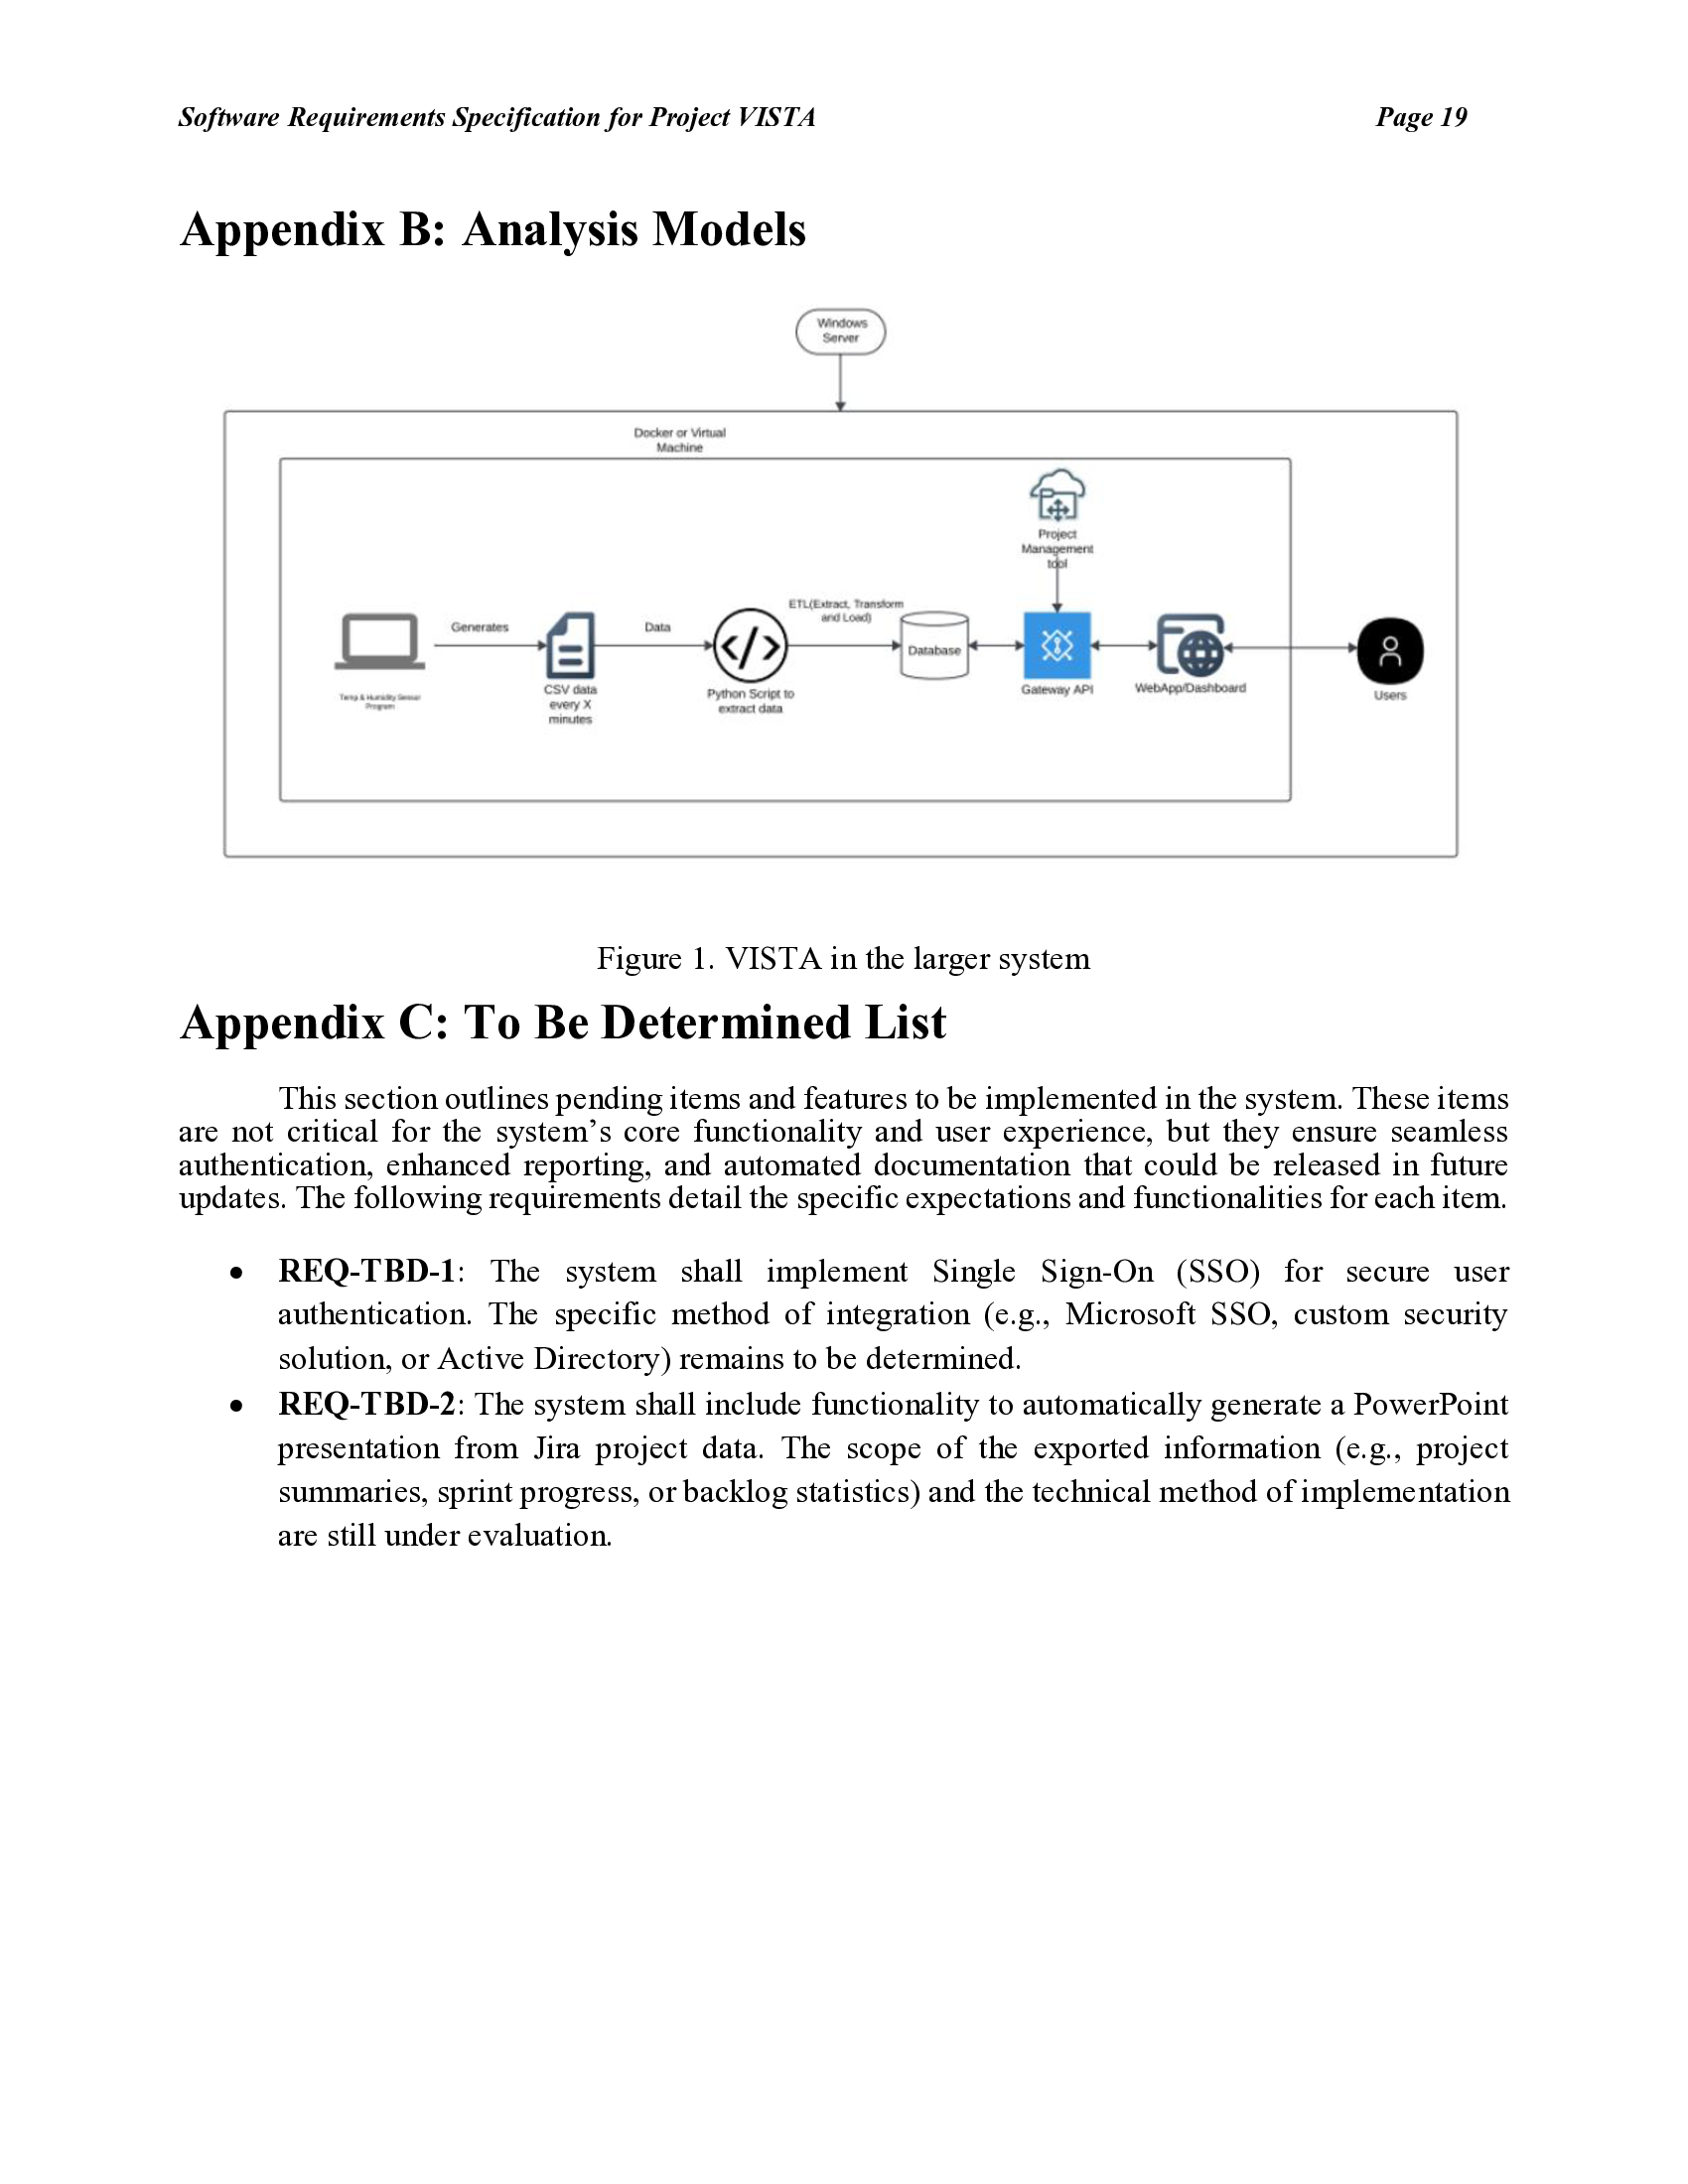 Software Requirements Specification for Project VISTA Page 19
Appendix B: Analysis Models
Windows
Server
Docker or Virtual
Machine
Project
Management
tool
Generates
Data
ETL(Extract, Transform
and Load)
Database
Temp & Humidity Sensor
Program
CSV data
every X
minutes
Python Script to
extract data
Gateway API
WebApp/Dashboard
Users
Figure 1. VISTA in the larger system
Appendix C: To Be Determined List
This section outlines pending items and features to be implemented in the system. These items
are not critical for the system’s core functionality and user experience, but they ensure seamless
authentication, enhanced reporting, and automated documentation that could be released in future
updates. The following requirements detail the specific expectations and functionalities for each item.
• REQ-TBD-1: The system shall implement Single Sign-On (SSO) for secure user
authentication. The specific method of integration (e.g., Microsoft SSO, custom security
solution, or Active Directory) remains to be determined.
• REQ-TBD-2: The system shall include functionality to automatically generate a PowerPoint
presentation from Jira project data. The scope of the exported information (e.g., project
summaries, sprint progress, or backlog statistics) and the technical method of implementation
are still under evaluation.